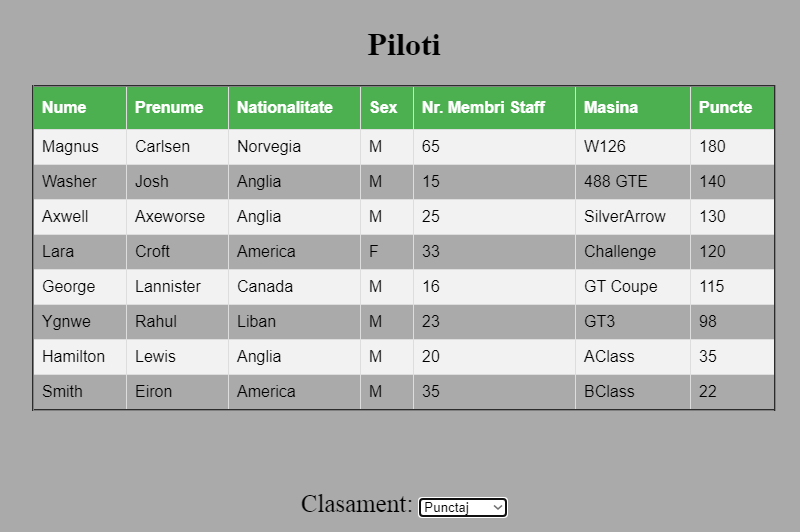 Piloti
Nume Prenume Nationalitate Sex Nr. Membri Staff Masina Puncte
Magnus Carlsen Norvegia M 65 W126 180
Washer Josh Anglia M 15 488 GTE 140
Axwell Axeworse Anglia M 25 SilverArrow 130
Lara Croft America F 33 Challenge 120
George Lannister Canada M 16 GT Coupe 115
Ygnwe Rahul Liban M 23 GT3 98
Hamilton Lewis Anglia M 20 AClass 35
Smith Eiron America M 35 BClass 22
Clasament: Punctaj